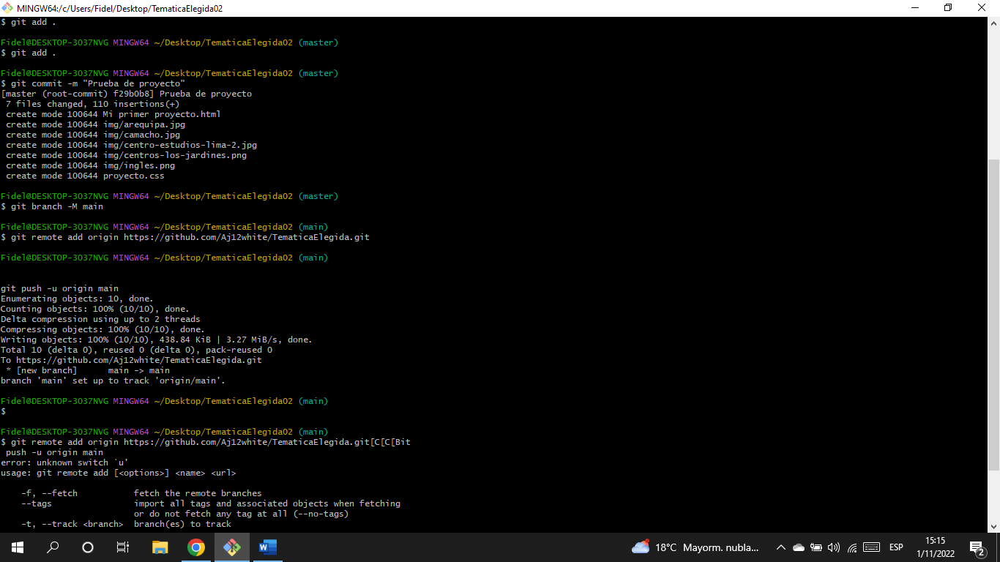 MINGW64:/c/Users/Fidel/Desktop/TematicaElegida02
$ git add .
Fidel@DESKTOP-3O37NVG MINGW64 ~/Desktop/TematicaElegida02 (master)
$ git add .
Fidel@DESKTOP-3O37NVG MINGW64 ~/Desktop/TematicaElegida02 (master)
$ git commit -m "Prueba de proyecto"
[master (root-commit) f29b0b8] Prueba de proyecto
 7 files changed, 110 insertions(+)
 create mode 100644 Mi primer proyecto.html
 create mode 100644 img/arequipa.jpg
 create mode 100644 img/camacho.jpg
 create mode 100644 img/centro-estudios-lima-2.jpg
 create mode 100644 img/centros-los-jardines.png
 create mode 100644 img/ingles.png
 create mode 100644 proyecto.css
Fidel@DESKTOP-3O37NVG MINGW64 ~/Desktop/TematicaElegida02 (master)
$ git branch -M main
Fidel@DESKTOP-3O37NVG MINGW64 ~/Desktop/TematicaElegida02 (main)
$ git remote add origin https://github.com/Aj12white/TematicaElegida.git
Fidel@DESKTOP-3O37NVG MINGW64 ~/Desktop/TematicaElegida02 (main)
git push -u origin main
Enumerating objects: 10, done.
Counting objects: 100% (10/10), done.
Delta compression using up to 2 threads
Compressing objects: 100% (10/10), done.
Writing objects: 100% (10/10), 438.84 KiB | 3.27 MiB/s, done.
Total 10 (delta 0), reused 0 (delta 0), pack-reused 0
To https://github.com/Aj12white/TematicaElegida.git
 * [new branch]      main -> main
branch 'main' set up to track 'origin/main'.
Fidel@DESKTOP-3O37NVG MINGW64 ~/Desktop/TematicaElegida02 (main)
$
Fidel@DESKTOP-3O37NVG MINGW64 ~/Desktop/TematicaElegida02 (main)
$ git remote add origin https://github.com/Aj12white/TematicaElegida.git[C[C[Bit
 push -u origin main
error: unknown switch `u'
usage: git remote add [<options>] <name> <url>
    -f, --fetch           fetch the remote branches
    --tags                import all tags and associated objects when fetching
                          or do not fetch any tag at all (--no-tags)
    -t, --track <branch>  branch(es) to track
18°C Mayorm. nubla... ESP 15:15
1/11/2022 2